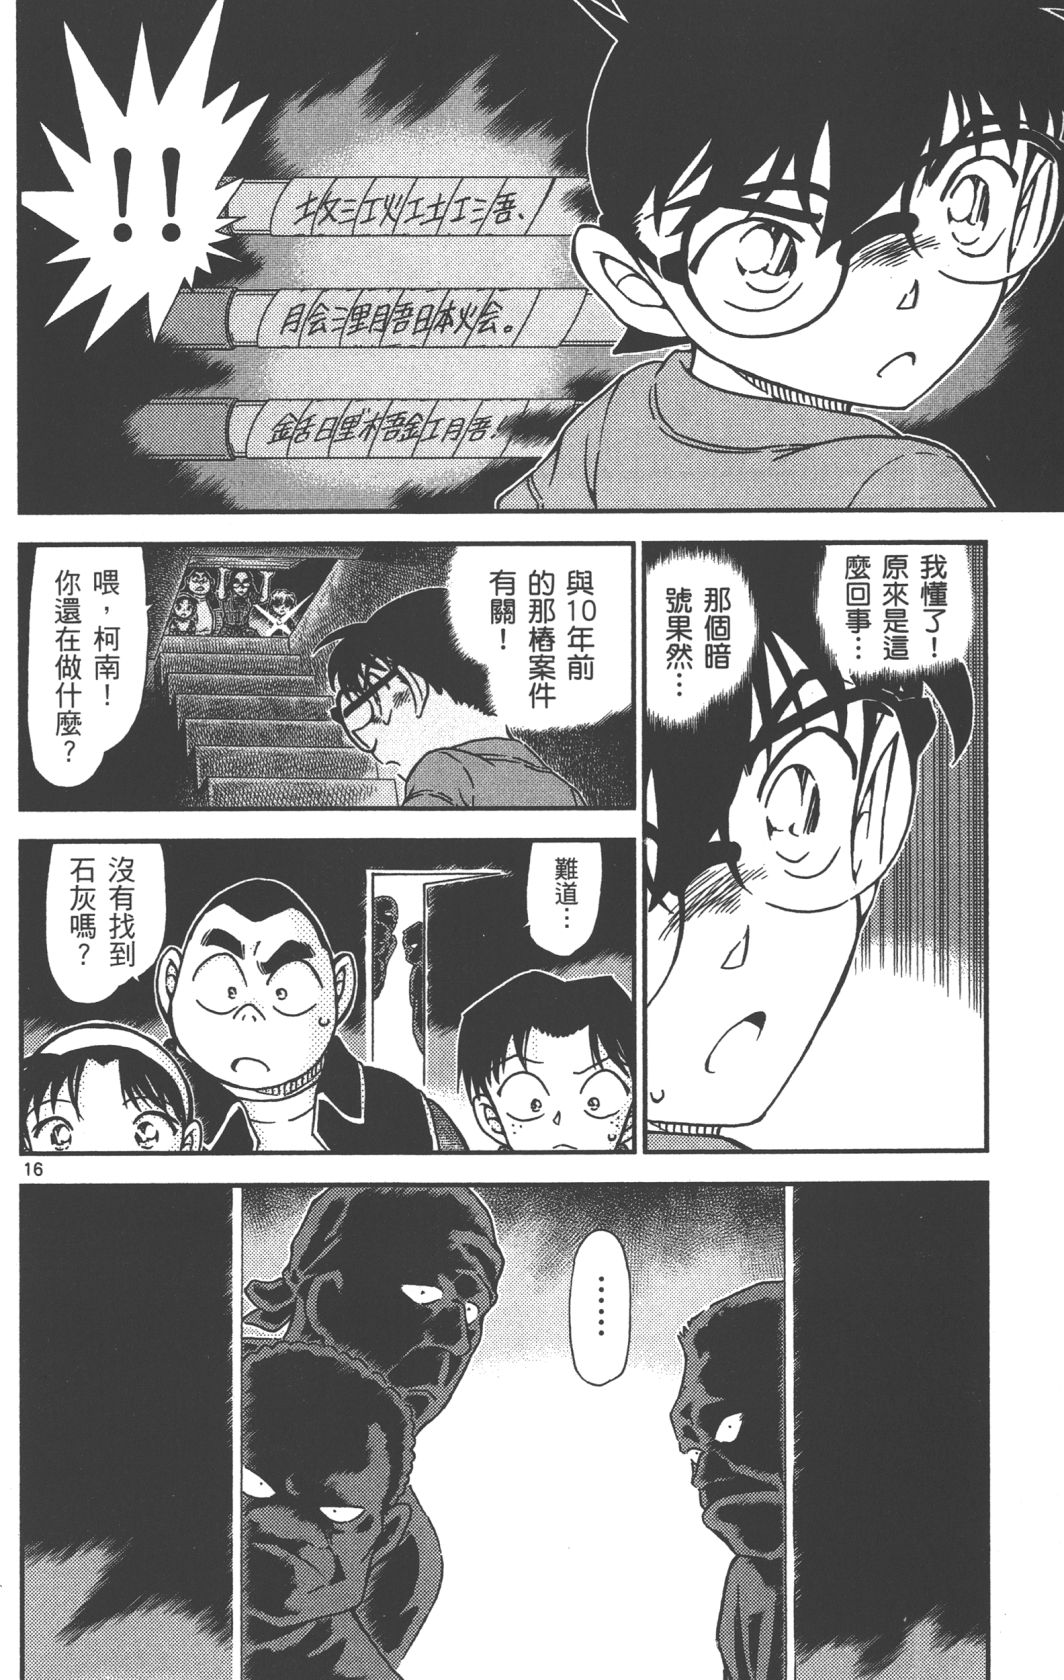 !!
我懂了！
原來是這
麼回事…
那個暗
號果然…
與10年前
的那樁案件
有關！
喂，柯南！
你還在做什麼？
難道…
沒有找到
石灰嗎？
16
……